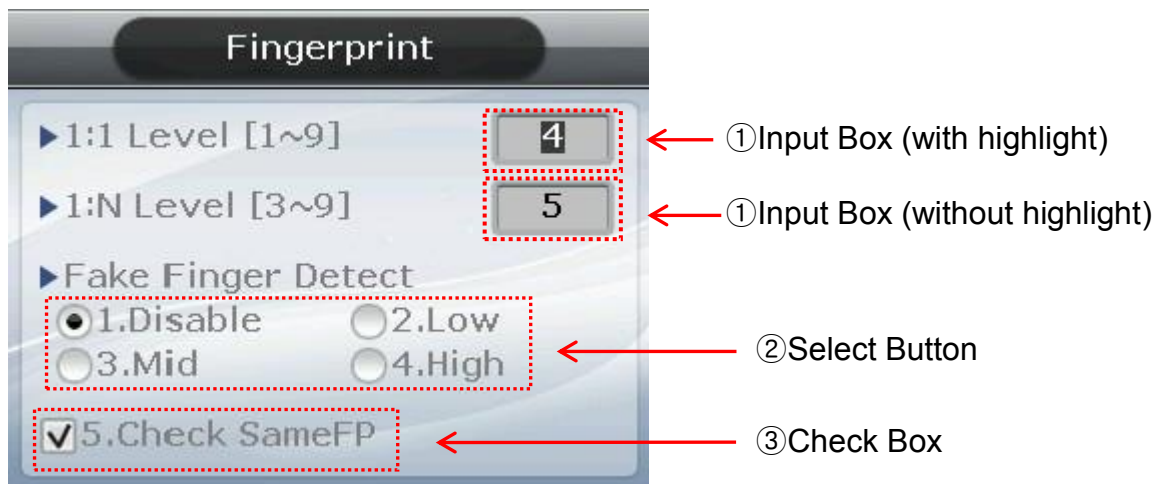 Fingerprint
▶1:1 Level [1~9] 4 ①Input Box (with highlight)
▶1:N Level [3~9] 5 ①Input Box (without highlight)
▶Fake Finger Detect
1.Disable 2.Low
3.Mid 4.High
②Select Button
5.Check SameFP ③Check Box